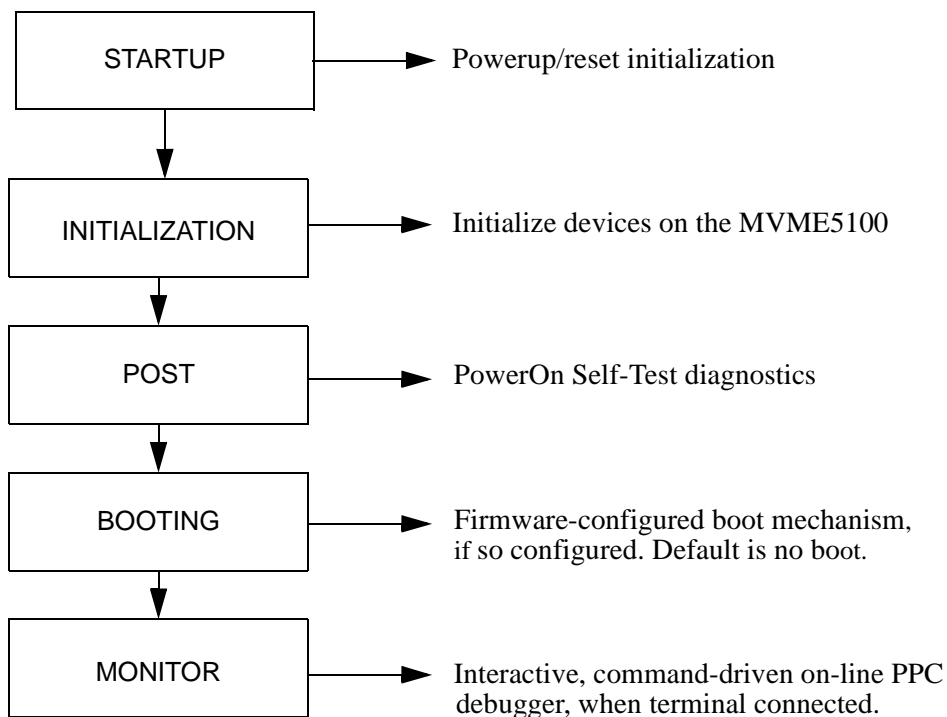 STARTUP
Powerup/reset initialization
INITIALIZATION
Initialize devices on the MVME5100
POST
PowerOn Self-Test diagnostics
BOOTING
Firmware-configured boot mechanism,
if so configured. Default is no boot.
MONITOR
Interactive, command-driven on-line PPC
debugger, when terminal connected.